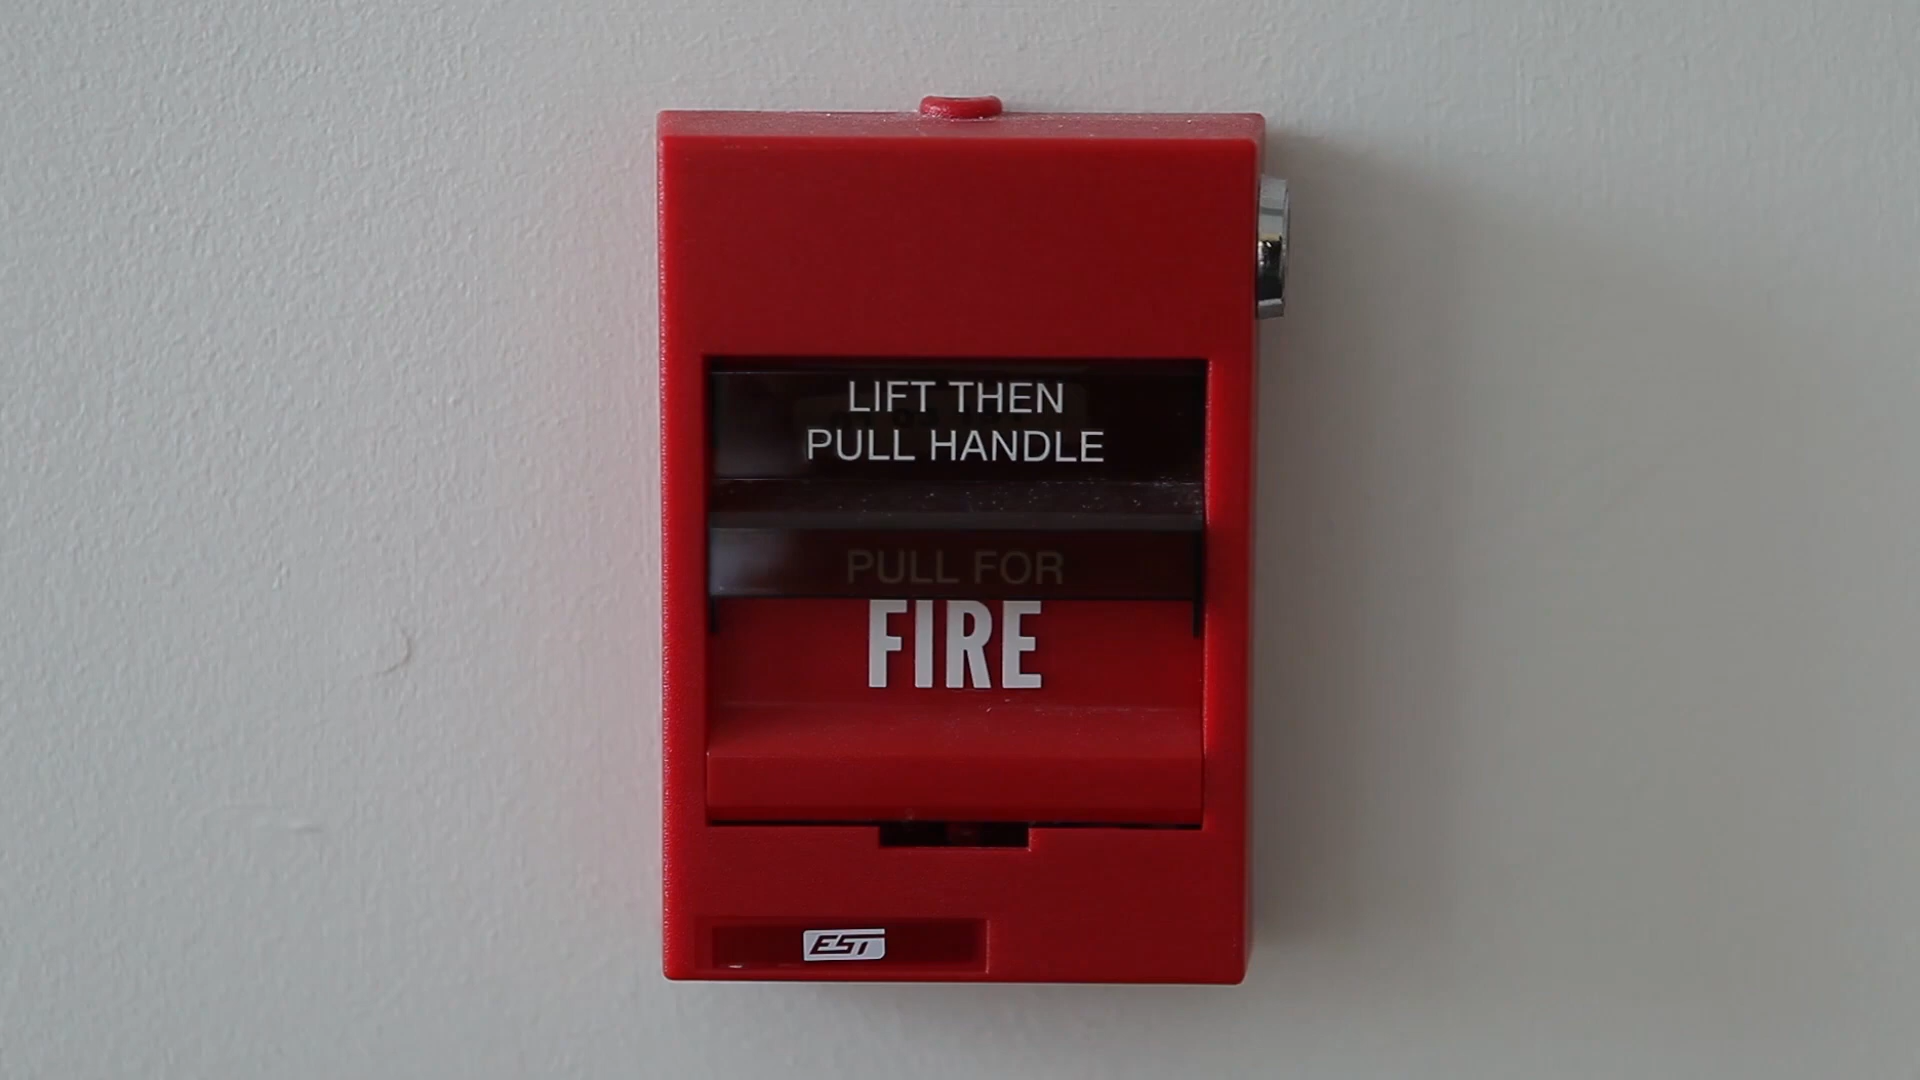 LIFT THEN
PULL HANDLE
PULL FOR
FIRE
EST